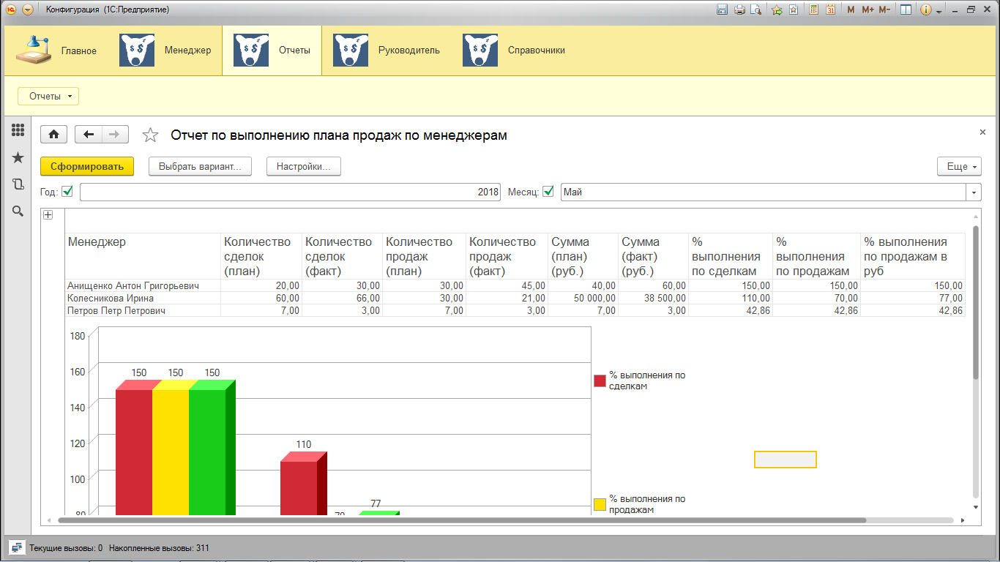 Конфигурация (1С:Предприятие)
M M+ M-
Главное
Менеджер
Отчеты
Руководитель
Справочники
Отчеты
Отчет по выполнению плана продаж по менеджерам
Сформировать
Выбрать вариант...
Настройки...
Еще
Год: 2018 Месяц: Май
Менеджер
Количество сделок (план)
Количество сделок (факт)
Количество продаж (план)
Количество продаж (факт)
Сумма (план) (руб.)
Сумма (факт) (руб.)
% выполнения по сделкам
% выполнения по продажам
% выполнения по продажам в руб
Анищенко Антон Григорьевич 20,00 30,00 30,00 45,00 40,00 60,00 150,00 150,00 150,00
Колесникова Ирина 60,00 66,00 30,00 21,00 50 000,00 38 500,00 110,00 70,00 77,00
Петров Петр Петрович 7,00 3,00 7,00 3,00 7,00 3,00 42,86 42,86 42,86
180
160
150 150 150
% выполнения по
сделкам
140
120
110
100
77
% выполнения по
продажам
80
70
Текущие вызовы: 0 Накопленные вызовы: 311